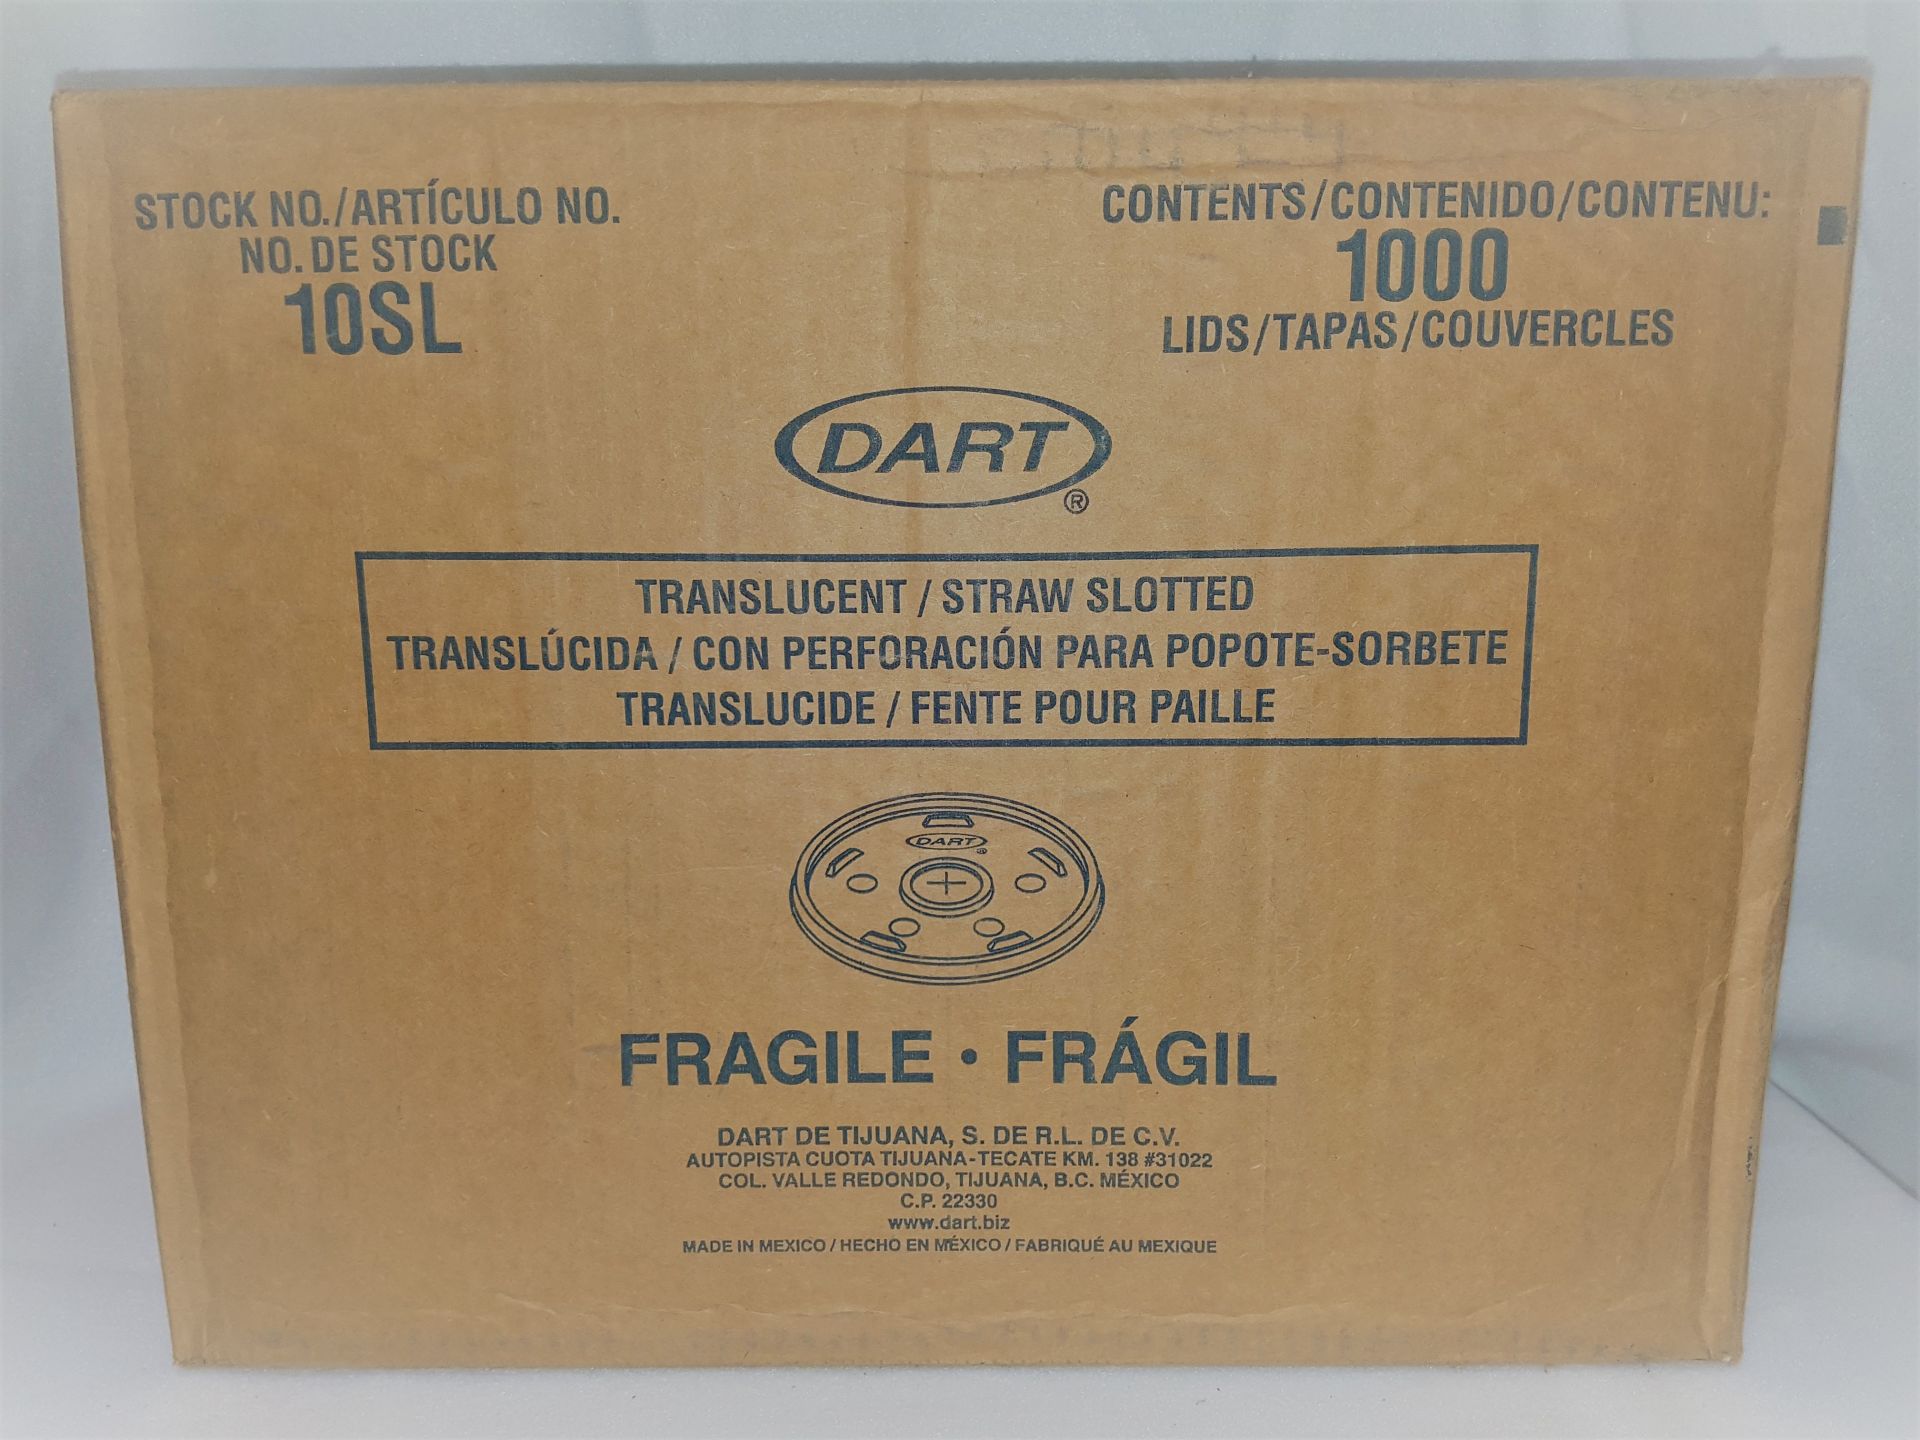 STOCK NO./ARTÍCULO NO.
NO. DE STOCK
10SL
CONTENTS/CONTENIDO/CONTENU:
1000
LIDS/TAPAS/COUVERCLES
DART
®
TRANSLUCENT / STRAW SLOTTED
TRANSLÚCIDA / CON PERFORACIÓN PARA POPOTE-SORBETE
TRANSLUCIDE / FENTE POUR PAILLE
DART
®
FRAGILE • FRÁGIL
DART DE TIJUANA, S. DE R.L. DE C.V.
AUTOPISTA CUOTA TIJUANA-TECATE KM. 138 #31022
COL. VALLE REDONDO, TIJUANA, B.C. MÉXICO
C.P. 22330
www.dart.biz
MADE IN MEXICO / HECHO EN MÉXICO / FABRIQUÉ AU MEXIQUE